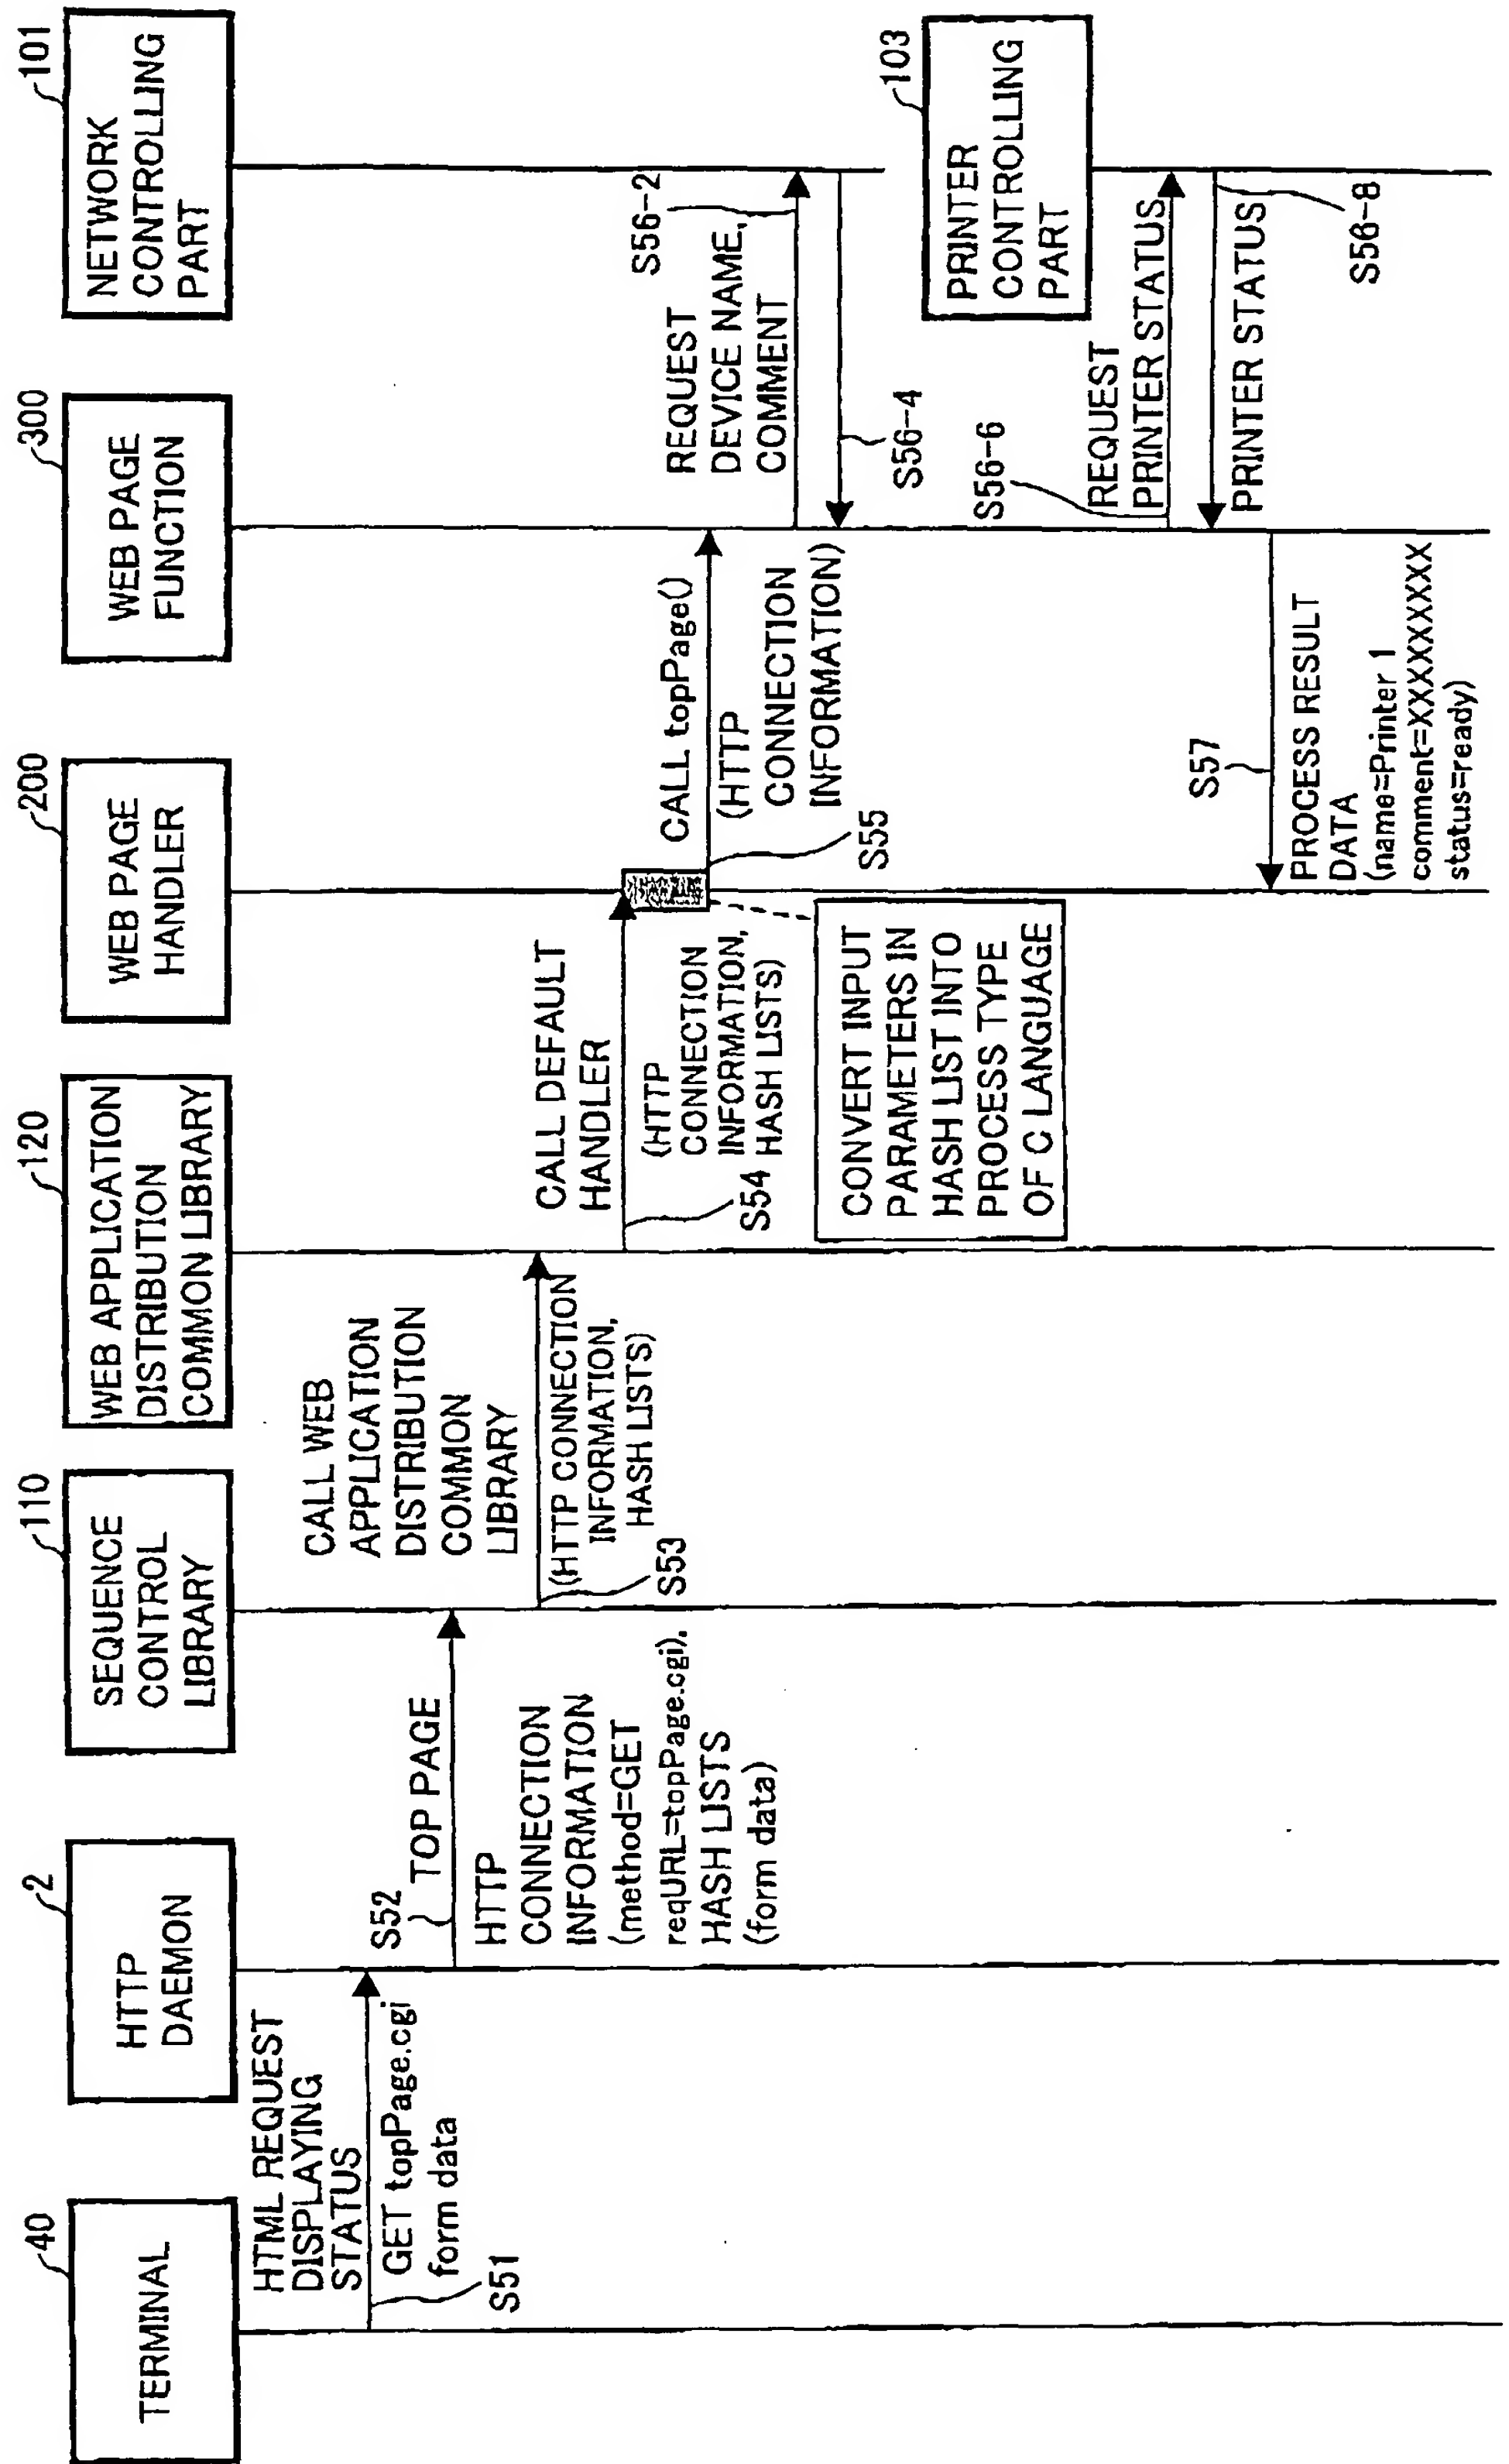 40
TERMINAL
2
HTTP
DAEMON
110
SEQUENCE
CONTROL
LIBRARY
120
WEB APPLICATION
DISTRIBUTION
COMMON LIBRARY
200
WEB PAGE
HANDLER
300
WEB PAGE
FUNCTION
101
NETWORK
CONTROLLING
PART
HTML REQUEST
DISPLAYING
STATUS
GET topPage.cgi
form data
S51
S52
TOP PAGE
HTTP
CONNECTION
INFORMATION
(method=GET
reqURL=topPage.cgi),
HASH LISTS
(form data)
CALL WEB
APPLICATION
DISTRIBUTION
COMMON
LIBRARY
(HTTP CONNECTION
INFORMATION,
HASH LISTS)
S53
CALL DEFAULT
HANDLER
(HTTP
CONNECTION
INFORMATION,
HASH LISTS)
S54
CONVERT INPUT
PARAMETERS IN
HASH LIST INTO
PROCESS TYPE
OF C LANGUAGE
CALL topPage()
(HTTP
CONNECTION
INFORMATION)
S55
S56-2
REQUEST
DEVICE NAME,
COMMENT
S56-4
103
PRINTER
CONTROLLING
PART
S56-6
REQUEST
PRINTER STATUS
PRINTER STATUS
S56-8
S57
PROCESS RESULT
DATA
(name=Printer 1
comment=XXXXXXXXX
status=ready)